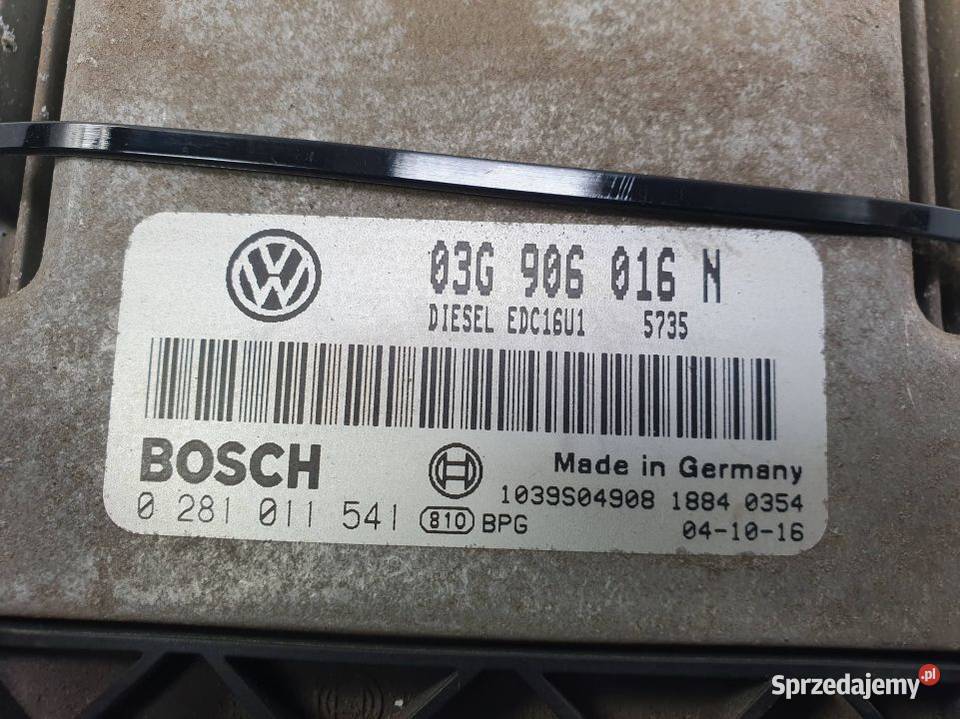 03G 906 016 N
DIESEL EDC16U1 5735
BOSCH
Made in Germany
0 281 011 541
810 BPG
1039S04908 1884 0354
04-10-16
Sprzedajemy.pl